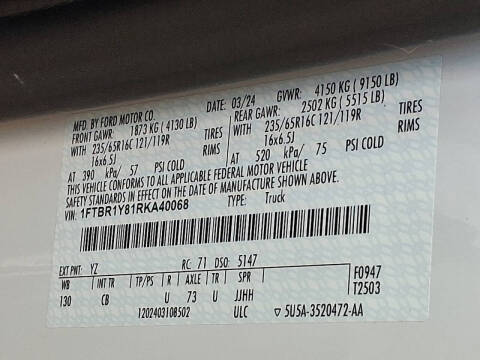 MFD. BY FORD MOTOR CO.
DATE: 03/24 GVWR: 4150 KG (9150 LB)
FRONT GAWR: 1873 KG (4130 LB) REAR GAWR: 2502 KG (5515 LB)
WITH 235/65R16C 121/119R TIRES WITH 235/65R16C 121/119R TIRES
16x6.5J RIMS 16x6.5J RIMS
AT 390 kPa/ 57 PSI COLD AT 520 kPa/ 75 PSI COLD
THIS VEHICLE CONFORMS TO ALL APPLICABLE FEDERAL MOTOR VEHICLE
SAFETY STANDARDS IN EFFECT ON THE DATE OF MANUFACTURE SHOWN ABOVE.
VIN: 1FTBR1Y81RKA40068 TYPE: Truck
EXT PNT: YZ RC: 71 DSO: 5147
WB INT TR TP/PS R AXLE TR SPR F0947
130 CB U 73 U JJHH T2503
1202403108502 ULC ▽ 5U5A-3520472-AA